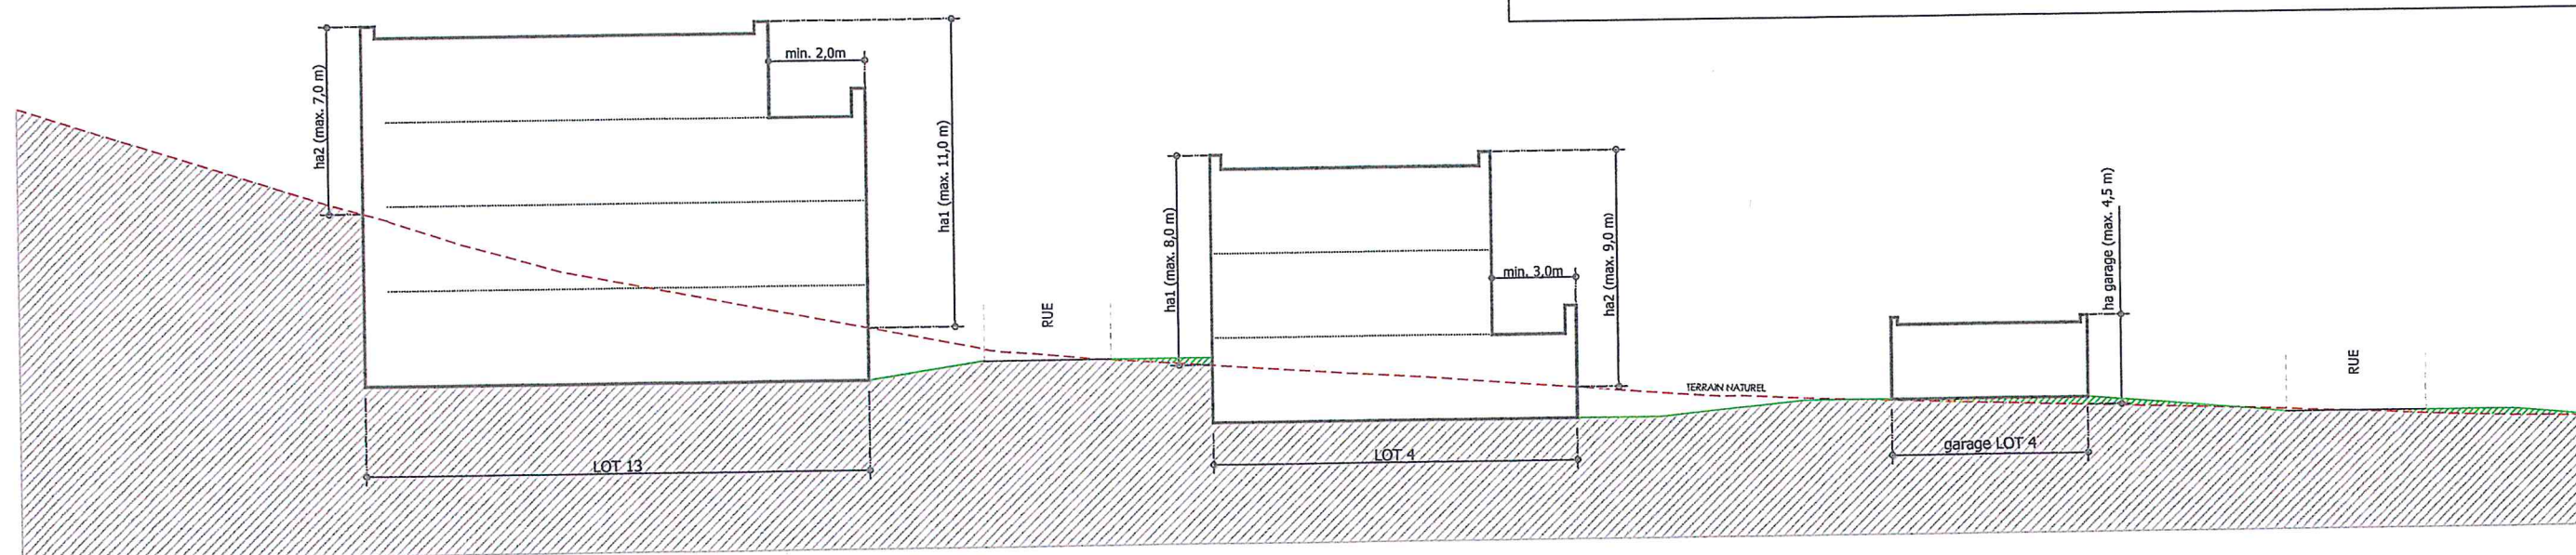 ha2 (max. 7,0 m)
min. 2,0m
ha1 (max. 11,0 m)
LOT 13
RUE
ha1 (max. 8,0 m)
min. 3,0m
ha2 (max. 9,0 m)
LOT 4
TERRAIN NATUREL
garage LOT 4
ha garage (max. 4,5 m)
RUE